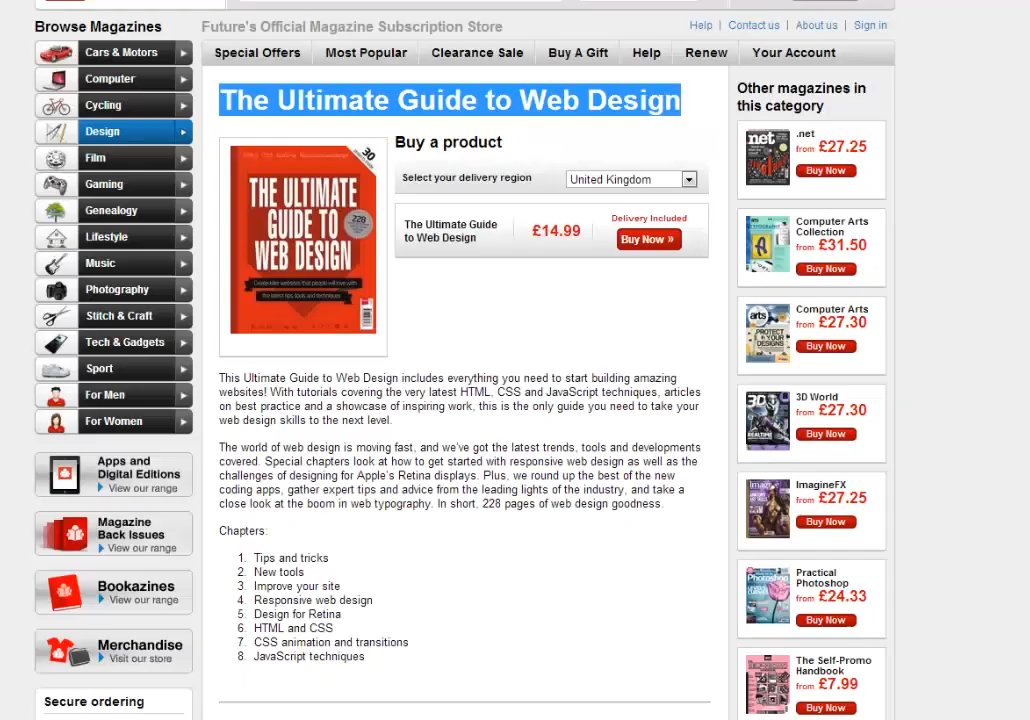 Browse Magazines
Future's Official Magazine Subscription Store
Help | Contact us | About us | Sign in
Special Offers
Most Popular
Clearance Sale
Buy A Gift
Help
Renew
Your Account
Cars & Motors
Computer
Cycling
Design
Film
Gaming
Genealogy
Lifestyle
Music
Photography
Stitch & Craft
Tech & Gadgets
Sport
For Men
For Women
Apps and
Digital Editions
View our range
Magazine
Back Issues
View our range
Bookazines
View our range
Merchandise
Visit our store
Secure ordering
The Ultimate Guide to Web Design
30
THE ULTIMATE
GUIDE TO
WEB DESIGN
228
Buy a product
Select your delivery region
United Kingdom
The Ultimate Guide
to Web Design
£14.99
Delivery Included
Buy Now »
This Ultimate Guide to Web Design includes everything you need to start building amazing
websites! With tutorials covering the very latest HTML, CSS and JavaScript techniques, articles
on best practice and a showcase of inspiring work, this is the only guide you need to take your
web design skills to the next level.
The world of web design is moving fast, and we've got the latest trends, tools and developments
covered. Special chapters look at how to get started with responsive web design as well as the
challenges of designing for Apple's Retina displays. Plus, we round up the best of the new
coding apps, gather expert tips and advice from the leading lights of the industry, and take a
close look at the boom in web typography. In short, 228 pages of web design goodness.
Chapters:
1. Tips and tricks
2. New tools
3. Improve your site
4. Responsive web design
5. Design for Retina
6. HTML and CSS
7. CSS animation and transitions
8. JavaScript techniques
Other magazines in
this category
net
.net
from £27.25
Buy Now
Computer Arts
Collection
from £31.50
Buy Now
arts
PROTECT
YOUR
DESIGNS
Computer Arts
from £27.30
Buy Now
3D
3D World
from £27.30
Buy Now
ImagineFX
from £27.25
Buy Now
Photoshop
Practical
Photoshop
from £24.33
Buy Now
The Self-Promo
Handbook
from £7.99
Buy Now